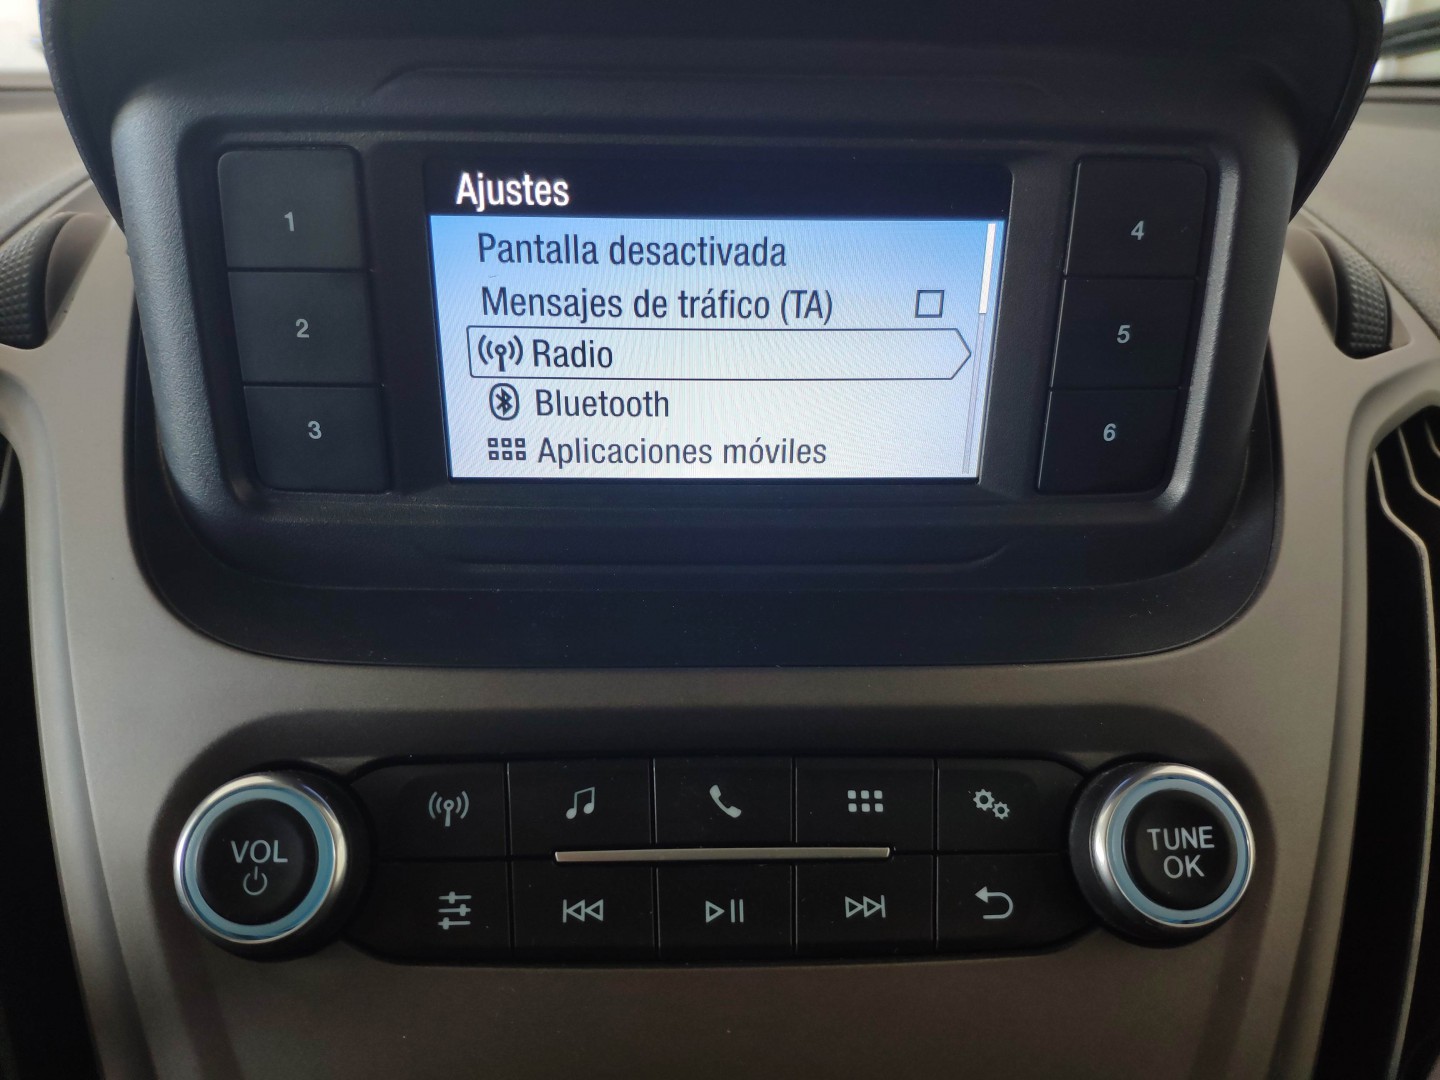 Ajustes
Pantalla desactivada
Mensajes de tráfico (TA)
Radio
Bluetooth
Aplicaciones móviles
1
2
3
4
5
6
VOL
TUNE
OK